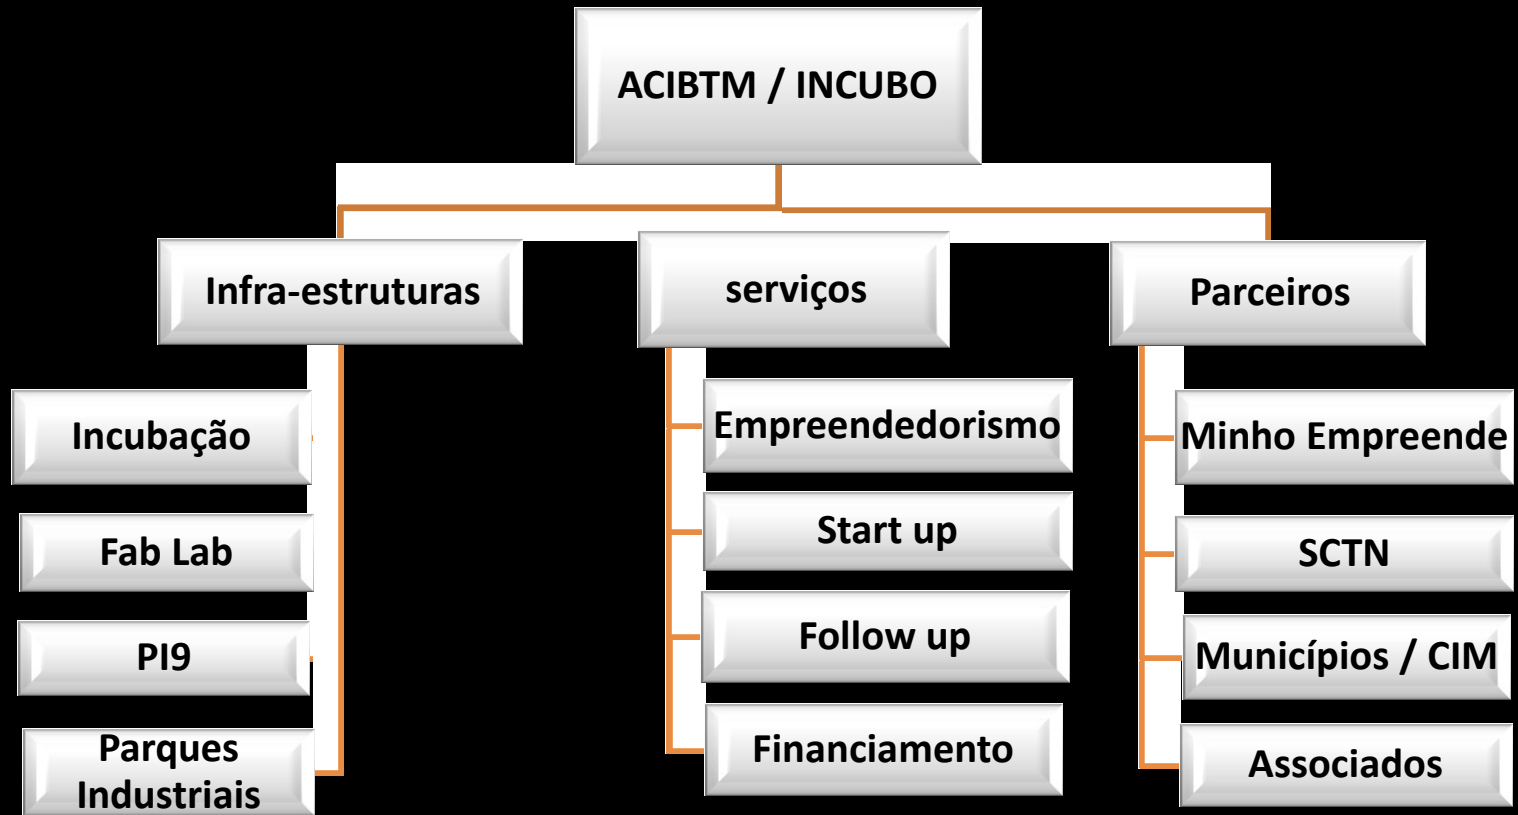 ACIBTM / INCUBO
Infra-estruturas
serviços
Parceiros
Incubação
Fab Lab
PI9
Parques
Industriais
Empreendedorismo
Start up
Follow up
Financiamento
Minho Empreende
SCTN
Municípios / CIM
Associados